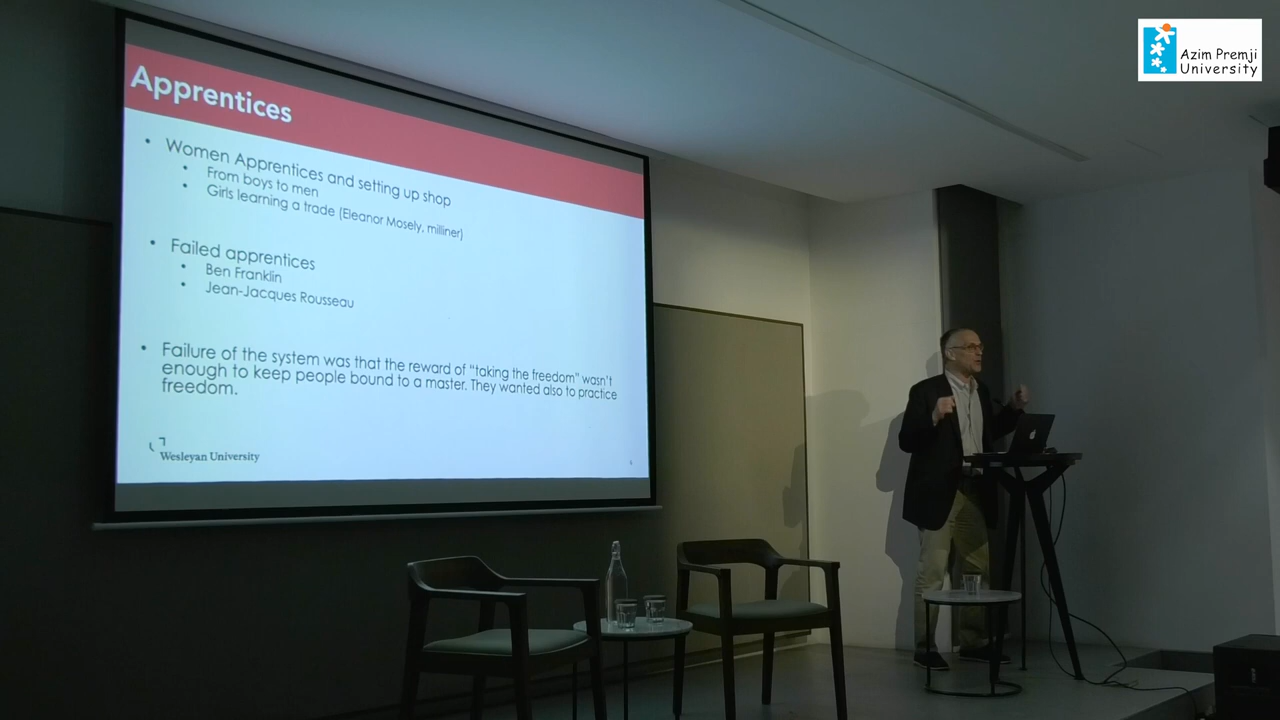 Azim Premji
University
Apprentices
• Women Apprentices and setting up shop
• From boys to men
• Girls learning a trade (Eleanor Mosely, milliner)
• Failed apprentices
• Ben Franklin
• Jean-Jacques Rousseau
• Failure of the system was that the reward of “taking the freedom” wasn’t
enough to keep people bound to a master. They wanted also to practice
freedom.
Wesleyan University